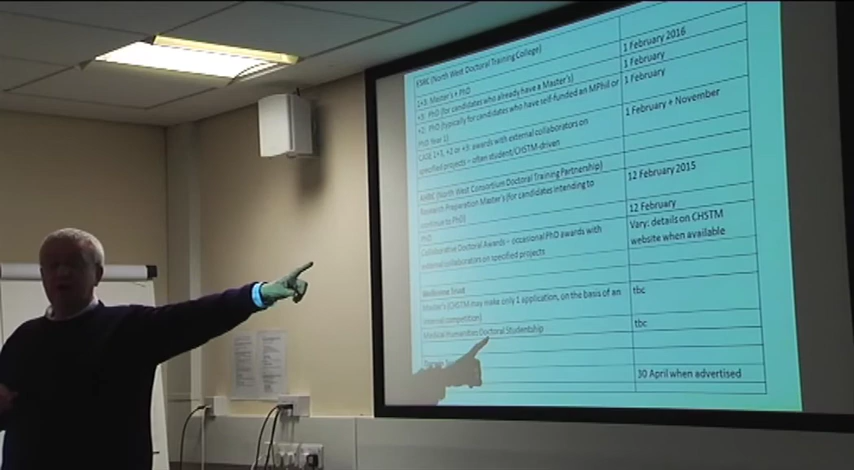 ESRC (North West Doctoral Training College)
1+3: Master's + PhD
1 February 2016
+3: PhD (for candidates who already have a Master's)
1 February
+2: PhD (typically for candidates who have self-funded an MPhil or
PhD Year 1)
1 February
CASE 1+3, +2 or +3: awards with external collaborators on
specified projects – often student/CHSTM-driven
1 February + November
AHRC (North West Consortium Doctoral Training Partnership)
Research Preparation Master's (for candidates intending to
continue to PhD)
12 February 2015
PhD
12 February
Collaborative Doctoral Awards – occasional PhD awards with
external collaborators on specified projects
Vary: details on CHSTM
website when available
Wellcome Trust
Master's (CHSTM may make only 1 application, on the basis of an
internal competition)
tbc
Medical Humanities Doctoral Studentship
tbc
30 April when advertised